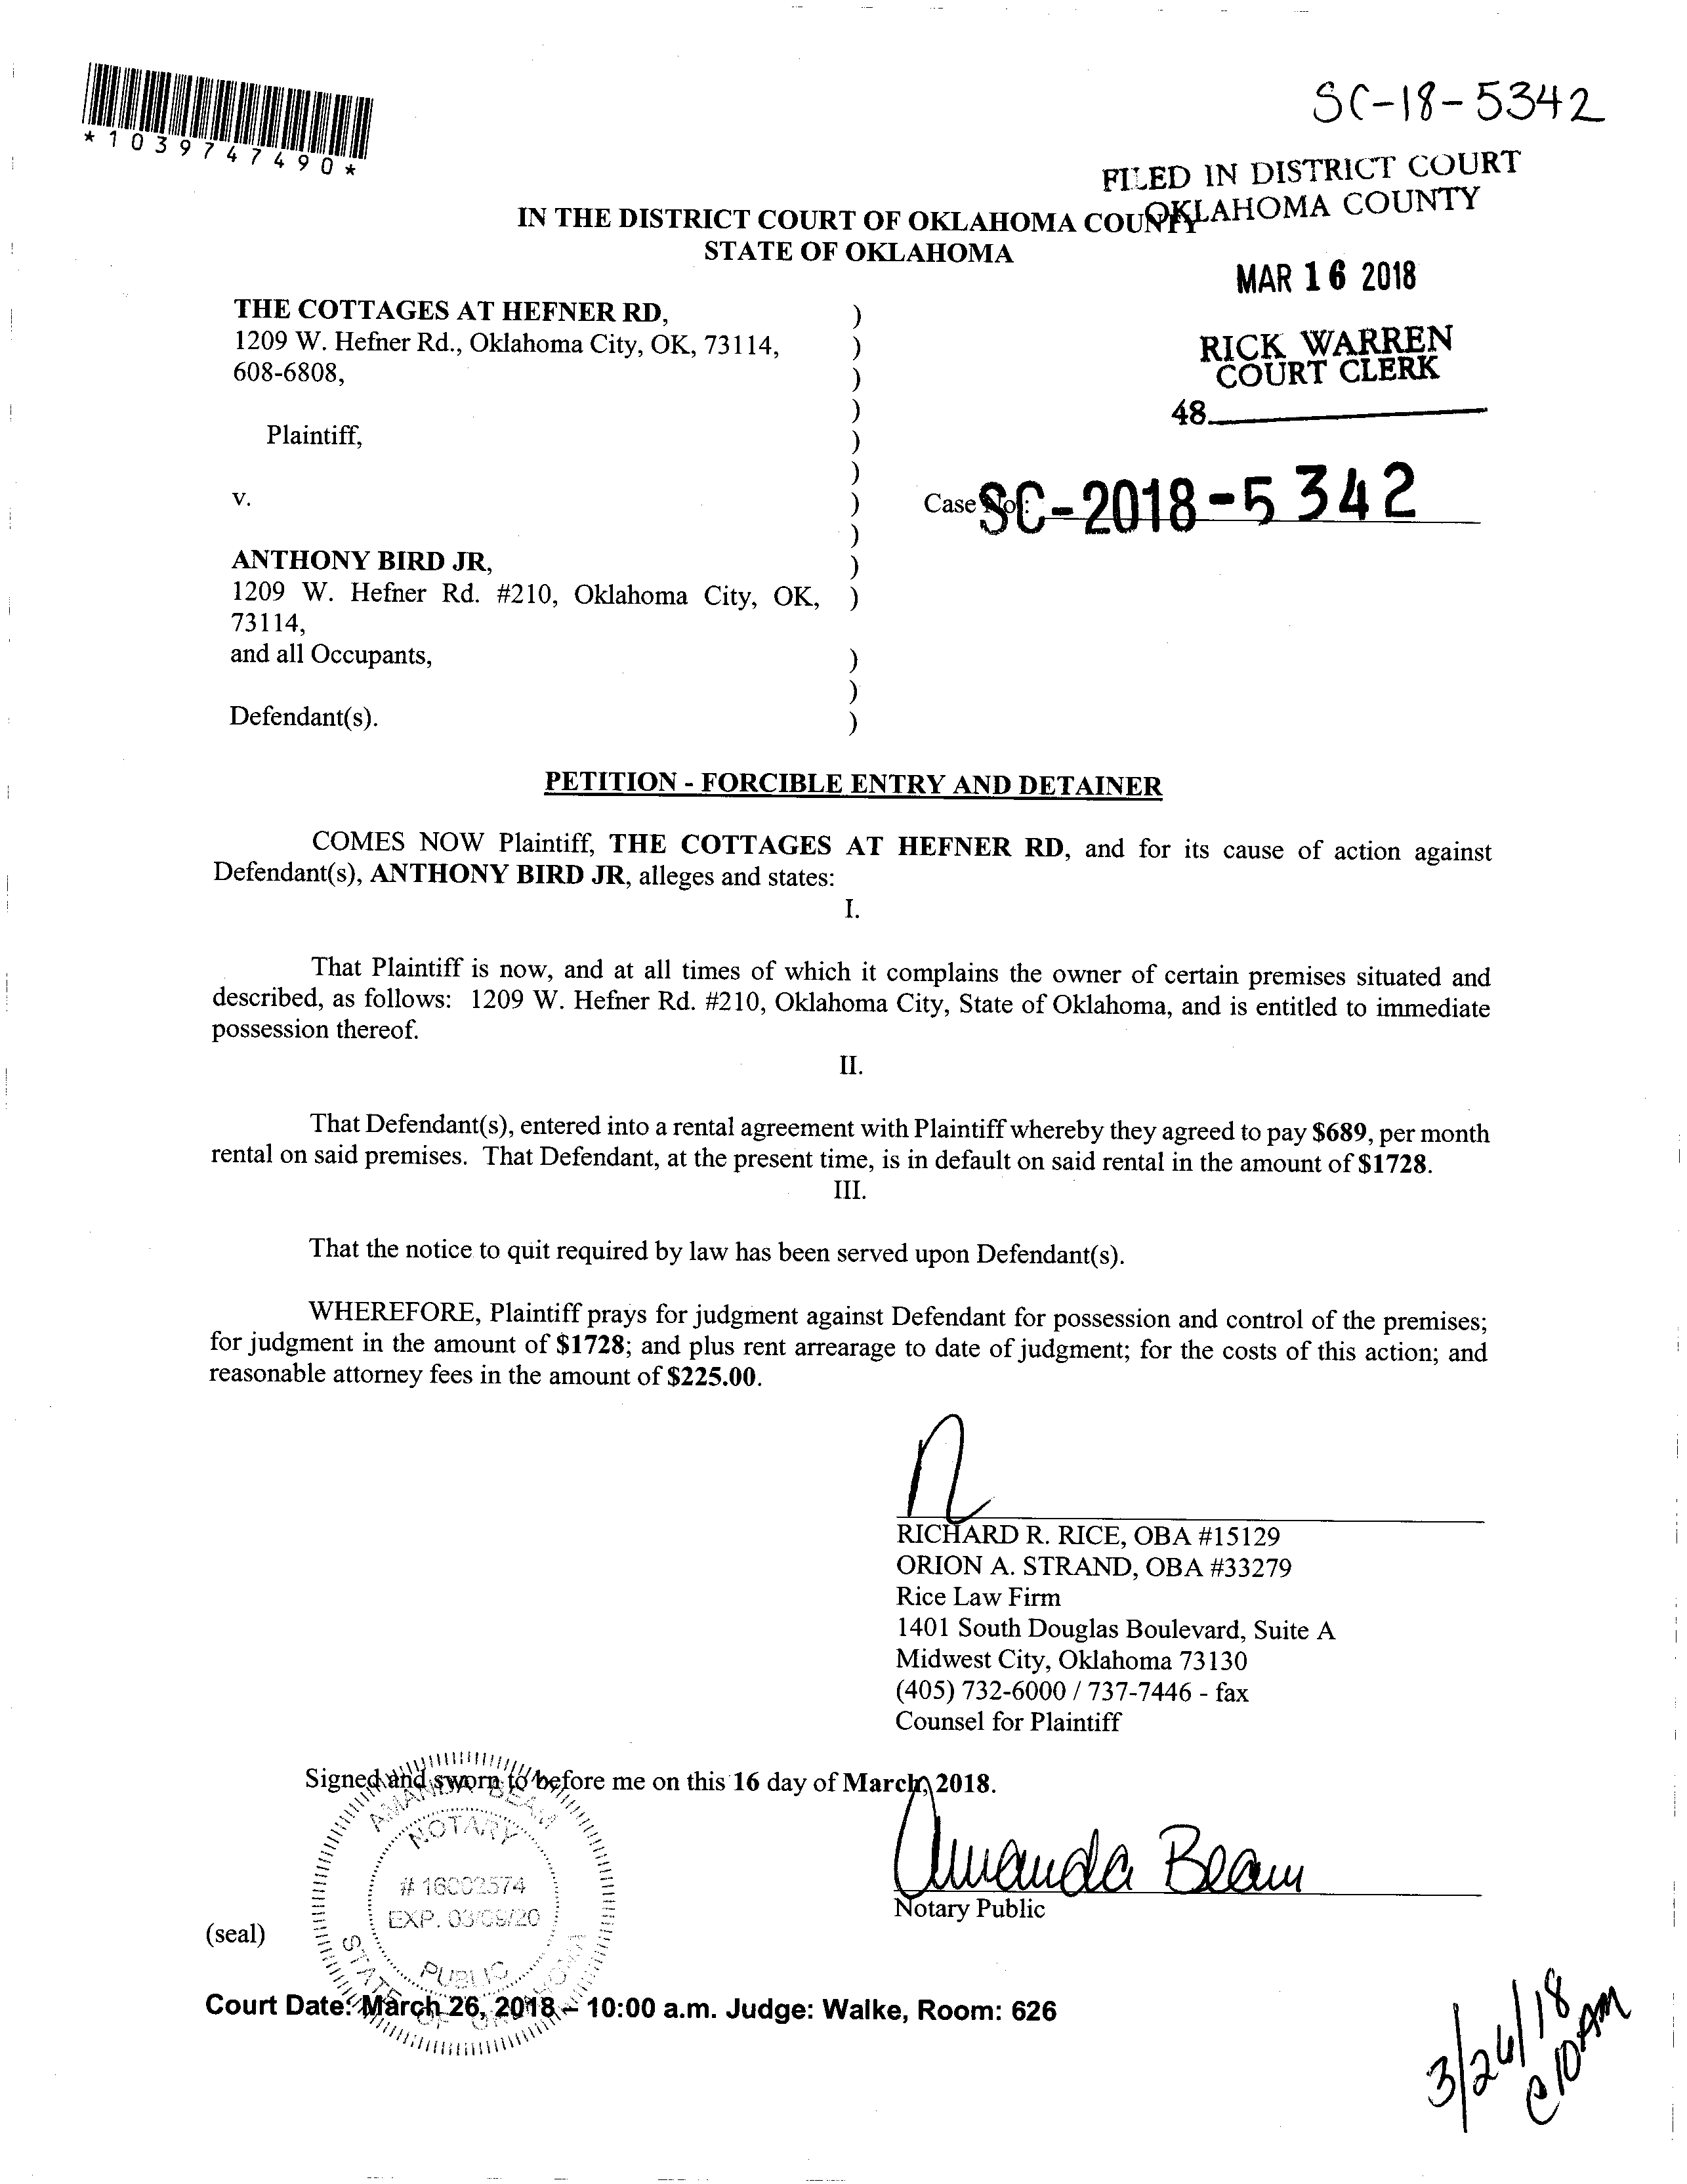 SC-18-5342
*1039747490*
FILED IN DISTRICT COURT
OKLAHOMA COUNTY
IN THE DISTRICT COURT OF OKLAHOMA COUNTY
STATE OF OKLAHOMA
MAR 16 2018
RICK WARREN
COURT CLERK
48
THE COTTAGES AT HEFNER RD, )
1209 W. Hefner Rd., Oklahoma City, OK, 73114, )
608-6808, )
)
Plaintiff, )
)
v. ) Case No.: SC-2018-5342
)
ANTHONY BIRD JR, )
1209 W. Hefner Rd. #210, Oklahoma City, OK, )
73114,
and all Occupants, )
)
Defendant(s). )
PETITION - FORCIBLE ENTRY AND DETAINER
COMES NOW Plaintiff, THE COTTAGES AT HEFNER RD, and for its cause of action against
Defendant(s), ANTHONY BIRD JR, alleges and states:
I.
That Plaintiff is now, and at all times of which it complains the owner of certain premises situated and
described, as follows: 1209 W. Hefner Rd. #210, Oklahoma City, State of Oklahoma, and is entitled to immediate
possession thereof.
II.
That Defendant(s), entered into a rental agreement with Plaintiff whereby they agreed to pay $689, per month
rental on said premises. That Defendant, at the present time, is in default on said rental in the amount of $1728.
III.
That the notice to quit required by law has been served upon Defendant(s).
WHEREFORE, Plaintiff prays for judgment against Defendant for possession and control of the premises;
for judgment in the amount of $1728; and plus rent arrearage to date of judgment; for the costs of this action; and
reasonable attorney fees in the amount of $225.00.
RICHARD R. RICE, OBA #15129
ORION A. STRAND, OBA #33279
Rice Law Firm
1401 South Douglas Boulevard, Suite A
Midwest City, Oklahoma 73130
(405) 732-6000 / 737-7446 - fax
Counsel for Plaintiff
Signed and sworn to before me on this 16 day of March, 2018.
AMANDA BEAM
NOTARY
# 16002574
EXP. 03/09/20
PUBLIC
STATE OF OKLAHOMA
Amanda Beam
Notary Public
(seal)
Court Date: March 26, 2018 – 10:00 a.m. Judge: Walke, Room: 626
3/26/18
@ 10AM